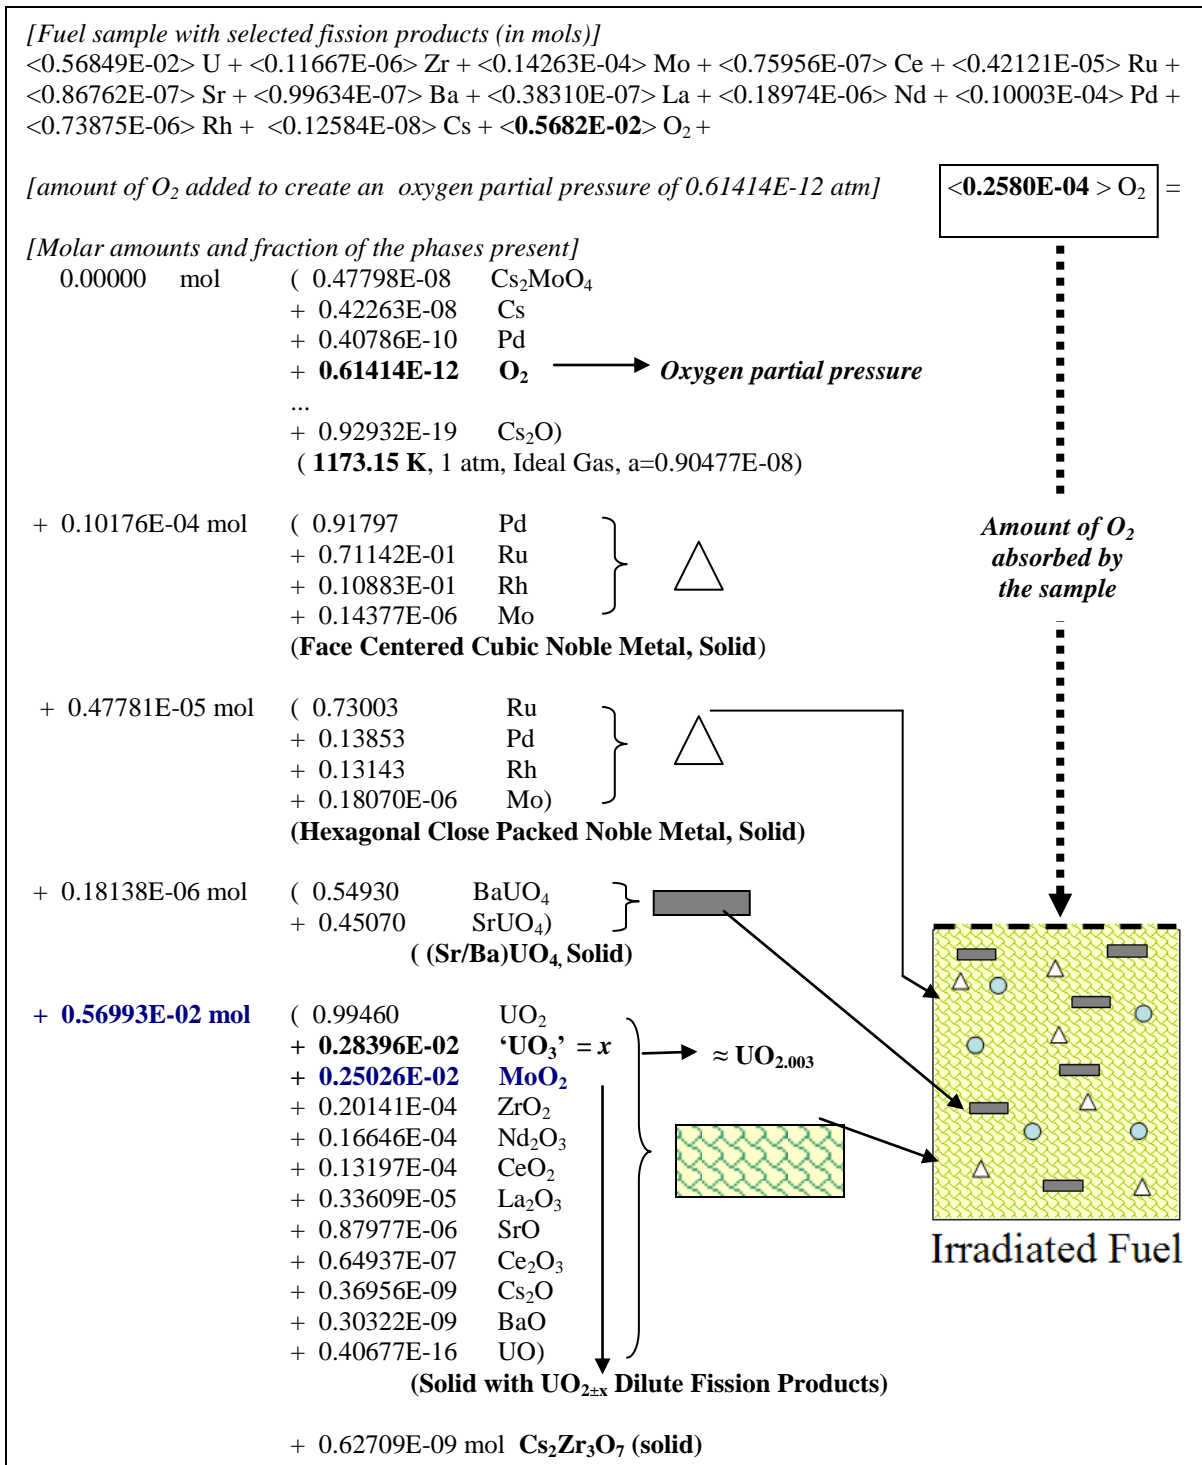 [Fuel sample with selected fission products (in mols)]
<0.56849E-02> U + <0.11667E-06> Zr + <0.14263E-04> Mo + <0.75956E-07> Ce + <0.42121E-05> Ru +
<0.86762E-07> Sr + <0.99634E-07> Ba + <0.38310E-07> La + <0.18974E-06> Nd + <0.10003E-04> Pd +
<0.73875E-06> Rh + <0.12584E-08> Cs + <0.5682E-02> O₂ +
[amount of O₂ added to create an oxygen partial pressure of 0.61414E-12 atm] <0.2580E-04 > O₂ =
[Molar amounts and fraction of the phases present]
0.00000 mol ( 0.47798E-08 Cs₂MoO₄
+ 0.42263E-08 Cs
+ 0.40786E-10 Pd
+ 0.61414E-12 O₂ Oxygen partial pressure
...
+ 0.92932E-19 Cs₂O)
( 1173.15 K, 1 atm, Ideal Gas, a=0.90477E-08)
+ 0.10176E-04 mol ( 0.91797 Pd
+ 0.71142E-01 Ru
+ 0.10883E-01 Rh
+ 0.14377E-06 Mo
(Face Centered Cubic Noble Metal, Solid)
Amount of O₂
absorbed by
the sample
+ 0.47781E-05 mol ( 0.73003 Ru
+ 0.13853 Pd
+ 0.13143 Rh
+ 0.18070E-06 Mo)
(Hexagonal Close Packed Noble Metal, Solid)
+ 0.18138E-06 mol ( 0.54930 BaUO₄
+ 0.45070 SrUO₄)
( (Sr/Ba)UO₄, Solid)
+ 0.56993E-02 mol ( 0.99460 UO₂
+ 0.28396E-02 ‘UO₃’ = x ≈ UO₂.₀₀₃
+ 0.25026E-02 MoO₂
+ 0.20141E-04 ZrO₂
+ 0.16646E-04 Nd₂O₃
+ 0.13197E-04 CeO₂
+ 0.33609E-05 La₂O₃
+ 0.87977E-06 SrO
+ 0.64937E-07 Ce₂O₃
+ 0.36956E-09 Cs₂O
+ 0.30322E-09 BaO
+ 0.40677E-16 UO)
(Solid with UO₂±ₓ Dilute Fission Products)
Irradiated Fuel
+ 0.62709E-09 mol Cs₂Zr₃O₇ (solid)